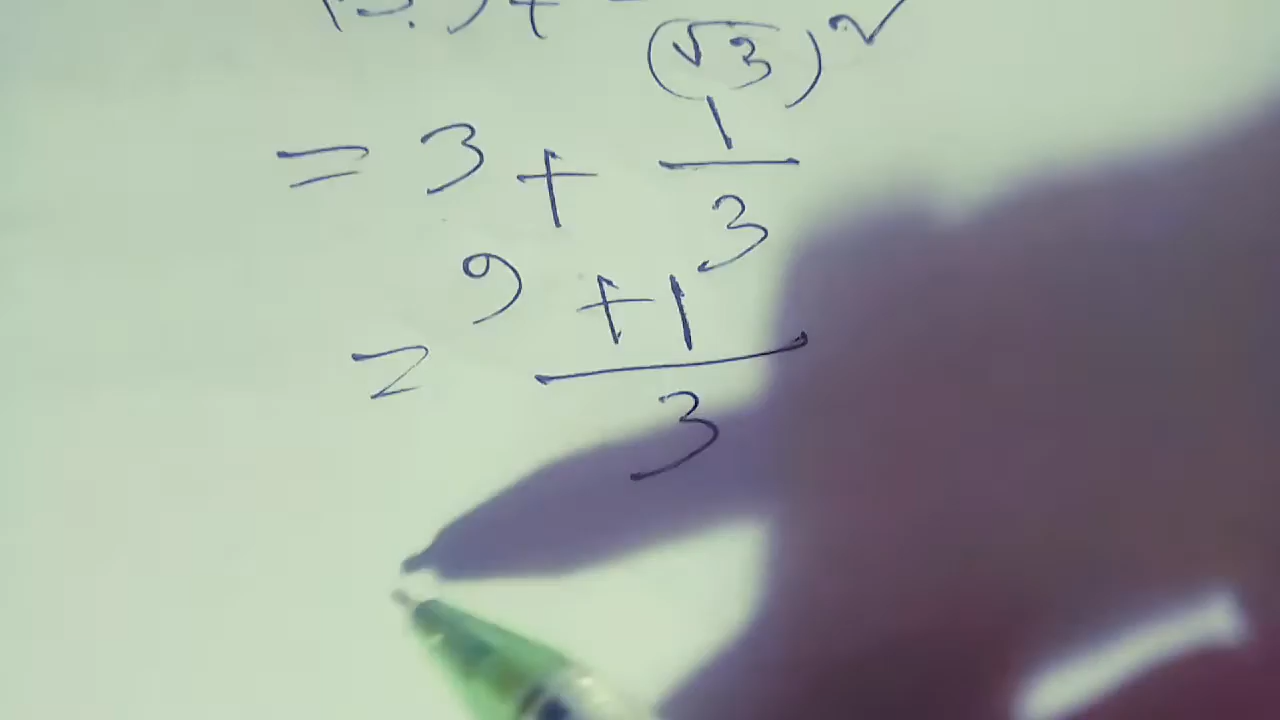 (√3)²
= 3 + 1/3
= 9+1/3